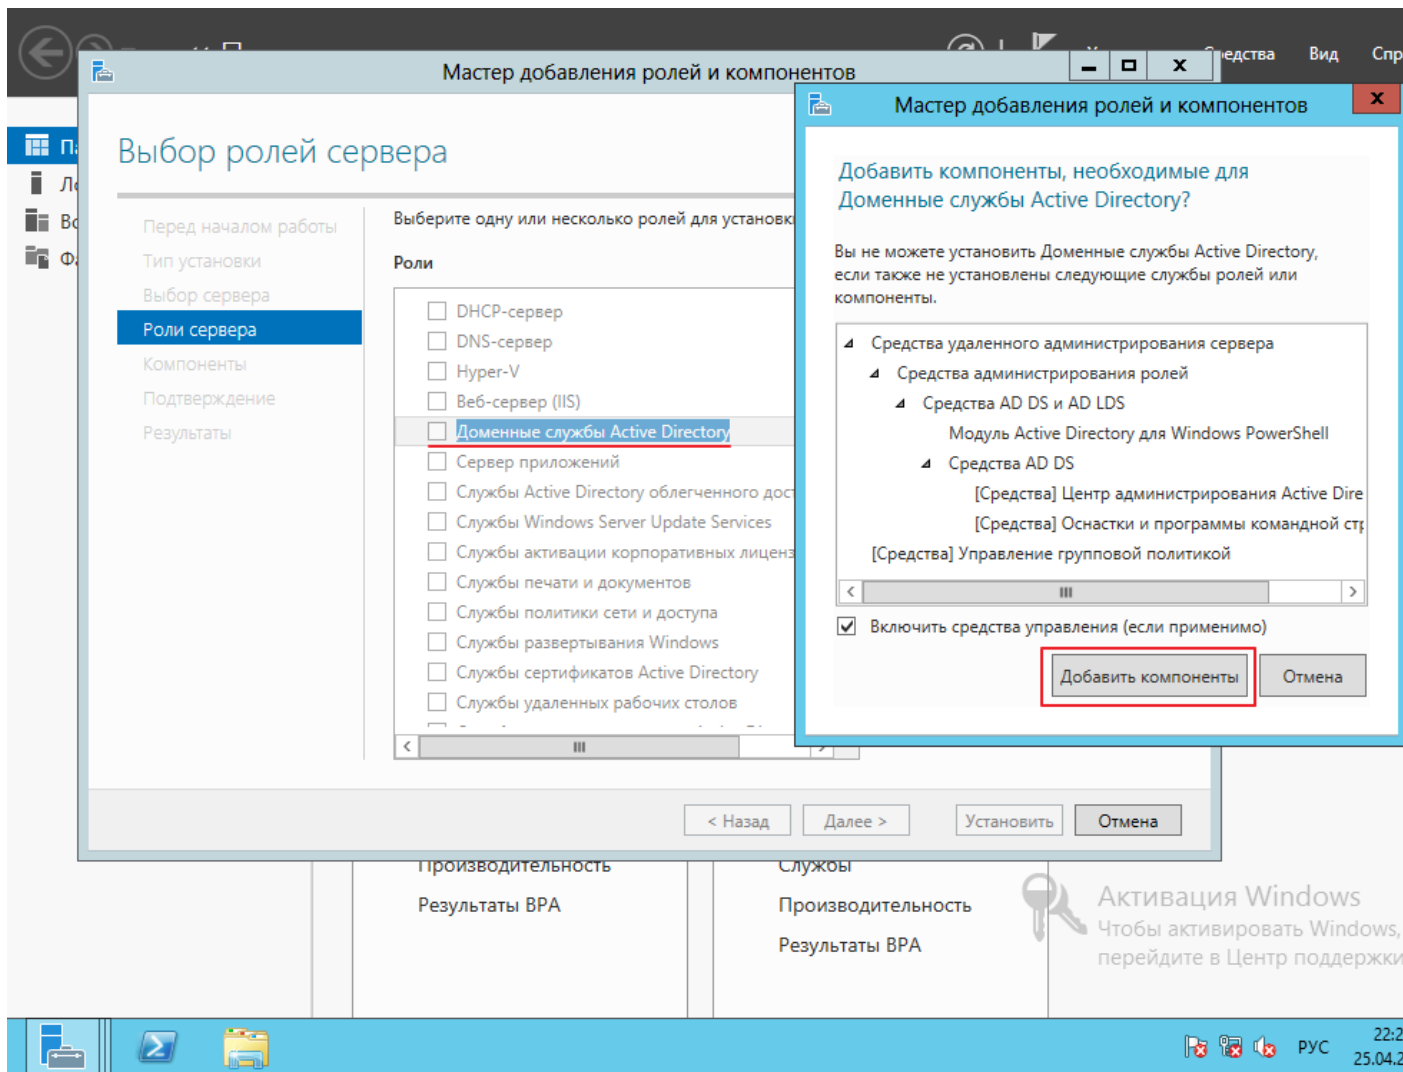 Вид
Мастер добавления ролей и компонентов
Выбор ролей сервера
Перед началом работы
Тип установки
Выбор сервера
Роли сервера
Компоненты
Подтверждение
Результаты
Выберите одну или несколько ролей для
Роли
DHCP-сервер
DNS-сервер
Hyper-V
Веб-сервер (IIS)
Доменные службы Active Directory
Сервер приложений
Службы Active Directory облегченного
Службы Windows Server Update Services
Службы активации корпоративных
Службы печати и документов
Службы политики сети и доступа
Службы развертывания Windows
Службы сертификатов Active Directory
Службы удаленных рабочих столов
< Назад
Далее >
Установить
Отмена
Мастер добавления ролей и компонентов
Добавить компоненты, необходимые для
Доменные службы Active Directory?
Вы не можете установить Доменные службы Active Directory,
если также не установлены следующие службы ролей или
компоненты.
Средства удаленного администрирования сервера
Средства администрирования ролей
Средства AD DS и AD LDS
Модуль Active Directory для Windows PowerShell
Средства AD DS
[Средства] Центр администрирования Active Dire
[Средства] Оснастки и программы командной
[Средства] Управление групповой политикой
Включить средства управления (если применимо)
Добавить компоненты
Отмена
Производительность
Результаты BPA
Службы
Производительность
Результаты BPA
Активация Windows
Чтобы активировать Windows,
перейдите в Центр поддержки
РУС
22:2
25.04.2